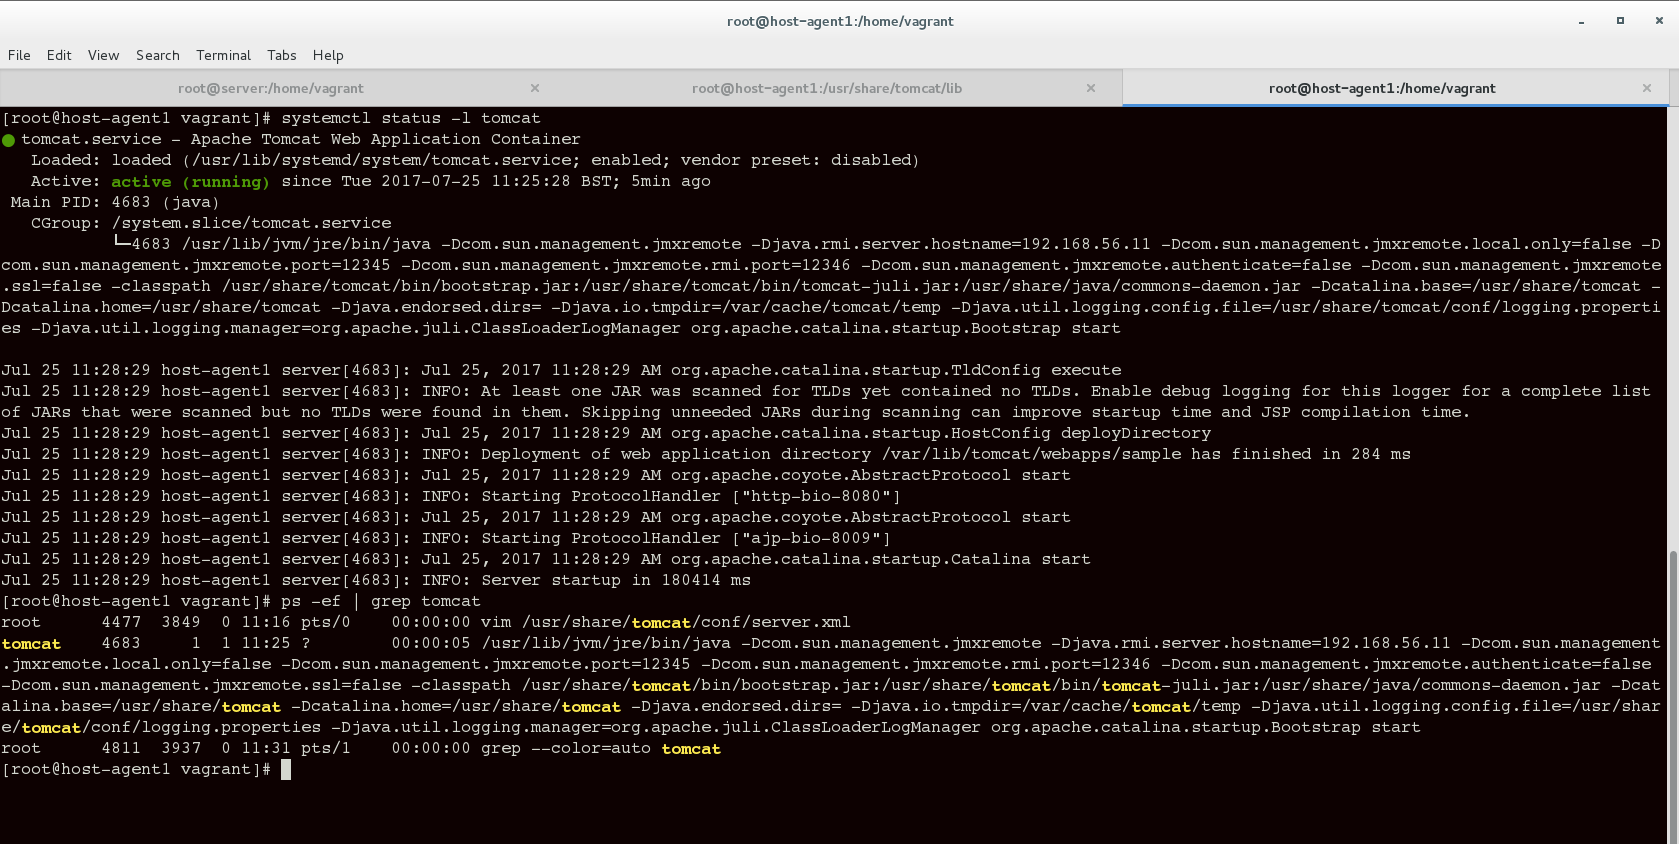 root@host-agent1:/home/vagrant
File Edit View Search Terminal Tabs Help
root@server:/home/vagrant × root@host-agent1:/usr/share/tomcat/lib × root@host-agent1:/home/vagrant ×
[root@host-agent1 vagrant]# systemctl status -l tomcat
● tomcat.service - Apache Tomcat Web Application Container
   Loaded: loaded (/usr/lib/systemd/system/tomcat.service; enabled; vendor preset: disabled)
   Active: active (running) since Tue 2017-07-25 11:25:28 BST; 5min ago
 Main PID: 4683 (java)
   CGroup: /system.slice/tomcat.service
           └─4683 /usr/lib/jvm/jre/bin/java -Dcom.sun.management.jmxremote -Djava.rmi.server.hostname=192.168.56.11 -Dcom.sun.management.jmxremote.local.only=false -D
com.sun.management.jmxremote.port=12345 -Dcom.sun.management.jmxremote.rmi.port=12346 -Dcom.sun.management.jmxremote.authenticate=false -Dcom.sun.management.jmxremote
.ssl=false -classpath /usr/share/tomcat/bin/bootstrap.jar:/usr/share/tomcat/bin/tomcat-juli.jar:/usr/share/java/commons-daemon.jar -Dcatalina.base=/usr/share/tomcat -
Dcatalina.home=/usr/share/tomcat -Djava.endorsed.dirs= -Djava.io.tmpdir=/var/cache/tomcat/temp -Djava.util.logging.config.file=/usr/share/tomcat/conf/logging.properti
es -Djava.util.logging.manager=org.apache.juli.ClassLoaderLogManager org.apache.catalina.startup.Bootstrap start
Jul 25 11:28:29 host-agent1 server[4683]: Jul 25, 2017 11:28:29 AM org.apache.catalina.startup.TldConfig execute
Jul 25 11:28:29 host-agent1 server[4683]: INFO: At least one JAR was scanned for TLDs yet contained no TLDs. Enable debug logging for this logger for a complete list
of JARs that were scanned but no TLDs were found in them. Skipping unneeded JARs during scanning can improve startup time and JSP compilation time.
Jul 25 11:28:29 host-agent1 server[4683]: Jul 25, 2017 11:28:29 AM org.apache.catalina.startup.HostConfig deployDirectory
Jul 25 11:28:29 host-agent1 server[4683]: INFO: Deployment of web application directory /var/lib/tomcat/webapps/sample has finished in 284 ms
Jul 25 11:28:29 host-agent1 server[4683]: Jul 25, 2017 11:28:29 AM org.apache.coyote.AbstractProtocol start
Jul 25 11:28:29 host-agent1 server[4683]: INFO: Starting ProtocolHandler ["http-bio-8080"]
Jul 25 11:28:29 host-agent1 server[4683]: Jul 25, 2017 11:28:29 AM org.apache.coyote.AbstractProtocol start
Jul 25 11:28:29 host-agent1 server[4683]: INFO: Starting ProtocolHandler ["ajp-bio-8009"]
Jul 25 11:28:29 host-agent1 server[4683]: Jul 25, 2017 11:28:29 AM org.apache.catalina.startup.Catalina start
Jul 25 11:28:29 host-agent1 server[4683]: INFO: Server startup in 180414 ms
[root@host-agent1 vagrant]# ps -ef | grep tomcat
root      4477  3849  0 11:16 pts/0    00:00:00 vim /usr/share/tomcat/conf/server.xml
tomcat    4683     1  1 11:25 ?        00:00:05 /usr/lib/jvm/jre/bin/java -Dcom.sun.management.jmxremote -Djava.rmi.server.hostname=192.168.56.11 -Dcom.sun.management
.jmxremote.local.only=false -Dcom.sun.management.jmxremote.port=12345 -Dcom.sun.management.jmxremote.rmi.port=12346 -Dcom.sun.management.jmxremote.authenticate=false
-Dcom.sun.management.jmxremote.ssl=false -classpath /usr/share/tomcat/bin/bootstrap.jar:/usr/share/tomcat/bin/tomcat-juli.jar:/usr/share/java/commons-daemon.jar -Dcat
alina.base=/usr/share/tomcat -Dcatalina.home=/usr/share/tomcat -Djava.endorsed.dirs= -Djava.io.tmpdir=/var/cache/tomcat/temp -Djava.util.logging.config.file=/usr/shar
e/tomcat/conf/logging.properties -Djava.util.logging.manager=org.apache.juli.ClassLoaderLogManager org.apache.catalina.startup.Bootstrap start
root      4811  3937  0 11:31 pts/1    00:00:00 grep --color=auto tomcat
[root@host-agent1 vagrant]#